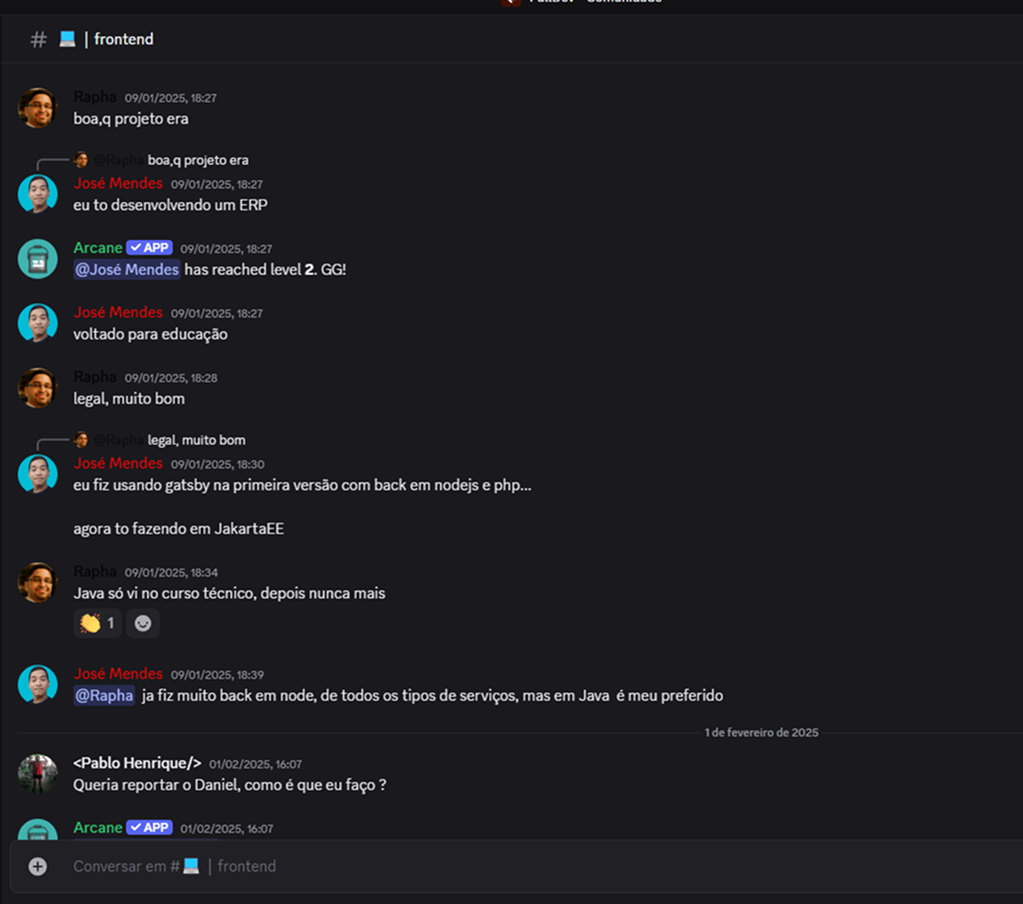 # 💻 | frontend
Rapha 09/01/2025, 18:27
boa,q projeto era
@Rapha boa,q projeto era
José Mendes 09/01/2025, 18:27
eu to desenvolvendo um ERP
Arcane ✓ APP 09/01/2025, 18:27
@José Mendes has reached level 2. GG!
José Mendes 09/01/2025, 18:27
voltado para educação
Rapha 09/01/2025, 18:28
legal, muito bom
@Rapha legal, muito bom
José Mendes 09/01/2025, 18:30
eu fiz usando gatsby na primeira versão com back em nodejs e php...
agora to fazendo em JakartaEE
Rapha 09/01/2025, 18:34
Java só vi no curso técnico, depois nunca mais
👏 1
José Mendes 09/01/2025, 18:39
@Rapha ja fiz muito back em node, de todos os tipos de serviços, mas em Java é meu preferido
1 de fevereiro de 2025
<Pablo Henrique/> 01/02/2025, 16:07
Queria reportar o Daniel, como é que eu faço ?
Arcane ✓ APP 01/02/2025, 16:07
Conversar em # 💻 | frontend